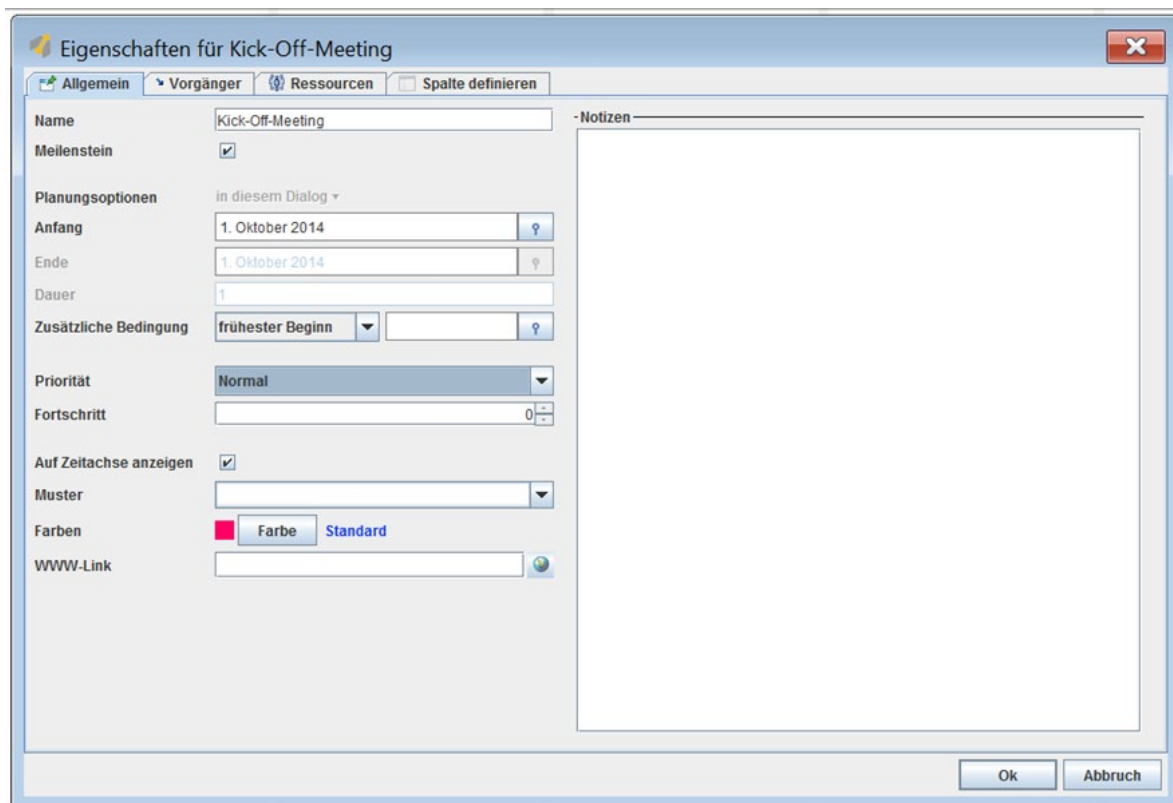 Eigenschaften für Kick-Off-Meeting
Allgemein Vorgänger Ressourcen Spalte definieren
Name Kick-Off-Meeting
Meilenstein
Planungsoptionen in diesem Dialog
Anfang 1. Oktober 2014
Ende 1. Oktober 2014
Dauer 1
Zusätzliche Bedingung frühester Beginn
Priorität Normal
Fortschritt 0
Auf Zeitachse anzeigen
Muster
Farben Farbe Standard
WWW-Link
Notizen
Ok Abbruch